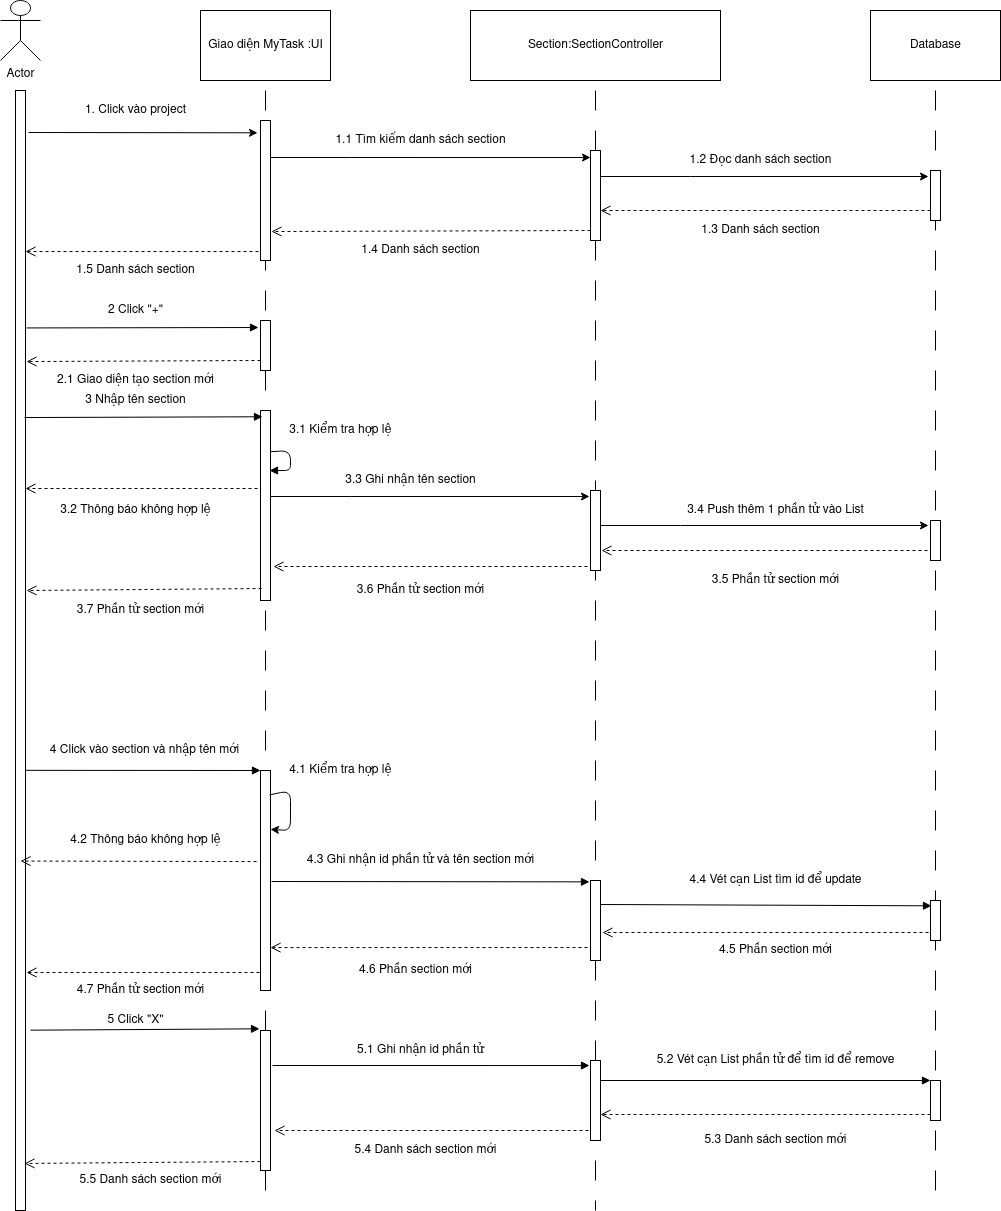 Actor
Giao diện MyTask :UI
Section:SectionController
Database
1. Click vào project
1.1 Tìm kiếm danh sách section
1.2 Đọc danh sách section
1.3 Danh sách section
1.4 Danh sách section
1.5 Danh sách section
2 Click "+"
2.1 Giao diện tạo section mới
3 Nhập tên section
3.1 Kiểm tra hợp lệ
3.3 Ghi nhận tên section
3.2 Thông báo không hợp lệ
3.4 Push thêm 1 phần tử vào List
3.5 Phần tử section mới
3.6 Phần tử section mới
3.7 Phần tử section mới
4 Click vào section và nhập tên mới
4.1 Kiểm tra hợp lệ
4.2 Thông báo không hợp lệ
4.3 Ghi nhận id phần tử và tên section mới
4.4 Vét cạn List tìm id để update
4.5 Phần section mới
4.6 Phần section mới
4.7 Phần tử section mới
5 Click "X"
5.1 Ghi nhận id phần tử
5.2 Vét cạn List phần tử để tìm id để remove
5.3 Danh sách section mới
5.4 Danh sách section mới
5.5 Danh sách section mới